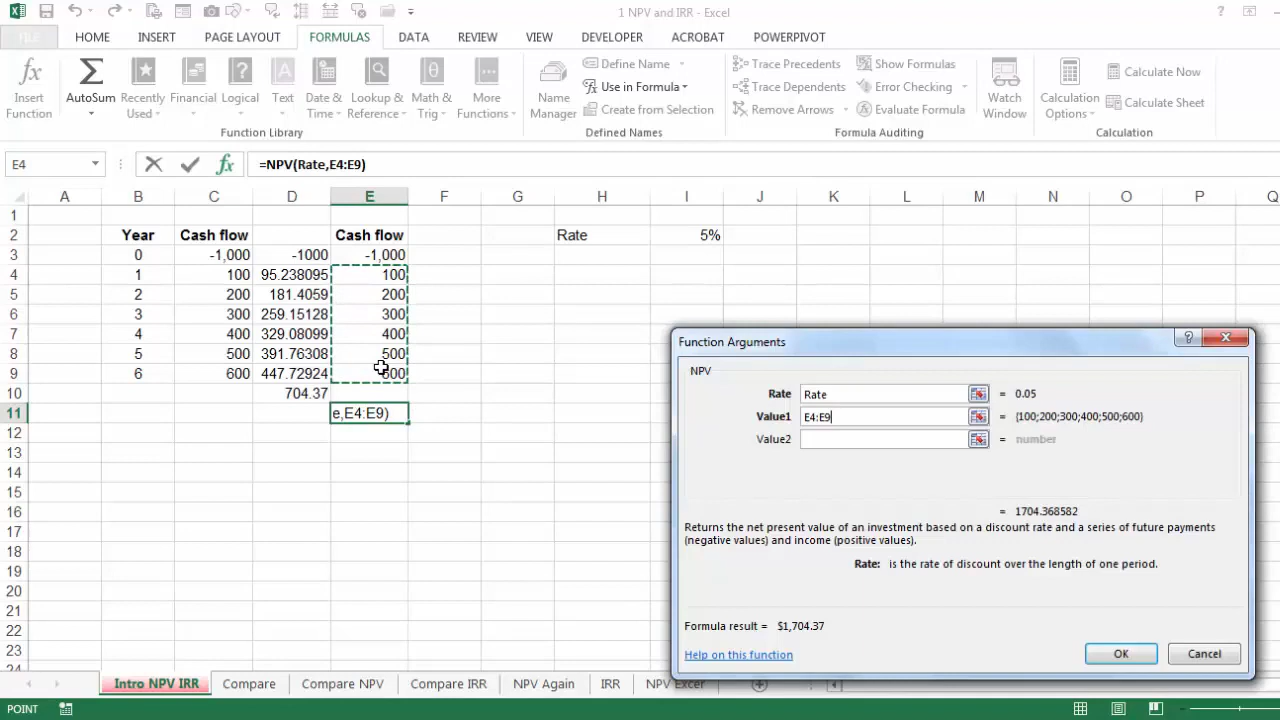 1 NPV and IRR - Excel
FILE HOME INSERT PAGE LAYOUT FORMULAS DATA REVIEW VIEW DEVELOPER ACROBAT POWERPIVOT
Insert Function
AutoSum
Recently Used
Financial
Logical
Text
Date & Time
Lookup & Reference
Math & Trig
More Functions
Function Library
Name Manager
Define Name
Use in Formula
Create from Selection
Defined Names
Trace Precedents
Trace Dependents
Remove Arrows
Show Formulas
Error Checking
Evaluate Formula
Formula Auditing
Watch Window
Calculation Options
Calculate Now
Calculate Sheet
Calculation
E4 fx =NPV(Rate,E4:E9)
A B C D E F G H I J K L M N O P Q
1
2 Year Cash flow Cash flow Rate 5%
3 0 -1,000 -1000 -1,000
4 1 100 95.238095 100
5 2 200 181.4059 200
6 3 300 259.15128 300
7 4 400 329.08099 400
8 5 500 391.76308 500
9 6 600 447.72924 600
10 704.37
11 e,E4:E9)
12
13
14
15
16
17
18
19
20
21
22
23
24
Function Arguments
NPV
Rate Rate = 0.05
Value1 E4:E9 = {100;200;300;400;500;600}
Value2 = number
= 1704.368582
Returns the net present value of an investment based on a discount rate and a series of future payments
(negative values) and income (positive values).
Rate: is the rate of discount over the length of one period.
Formula result = $1,704.37
Help on this function OK Cancel
Intro NPV IRR Compare Compare NPV Compare IRR NPV Again IRR NPV Excer
POINT